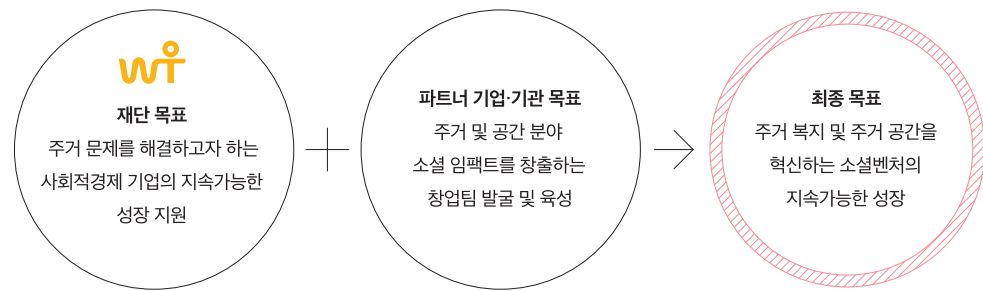 WT
재단 목표
주거 문제를 해결하고자 하는
사회적경제 기업의 지속가능한
성장 지원
파트너 기업·기관 목표
주거 및 공간 분야
소셜 임팩트를 창출하는
창업팀 발굴 및 육성
최종 목표
주거 복지 및 주거 공간을
혁신하는 소셜벤처의
지속가능한 성장